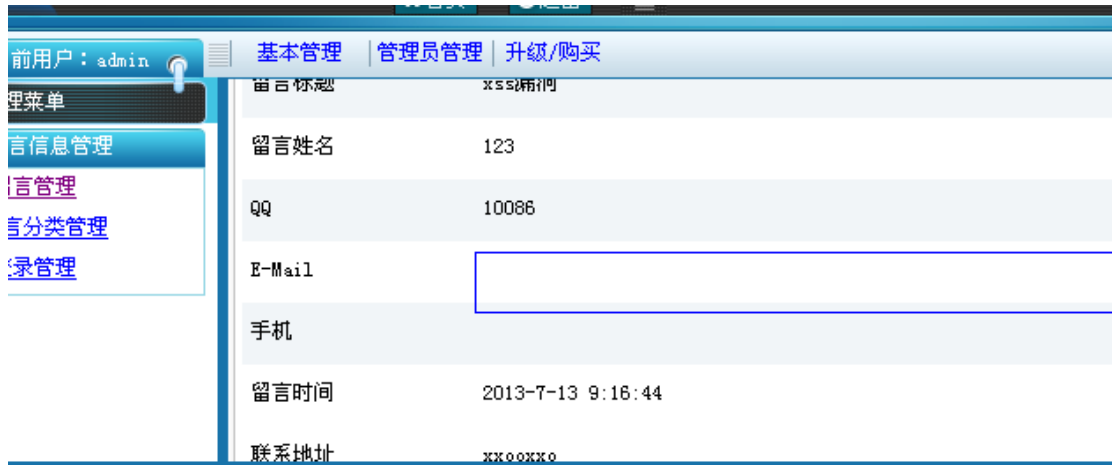 前用户：admin
基本管理 |管理员管理| 升级/购买
理菜单
留言标题 xss漏洞
言信息管理
留言姓名 123
留言管理
QQ 10086
言分类管理
E-Mail
登录管理
手机
留言时间 2013-7-13 9:16:44
联系地址 xxooxxo